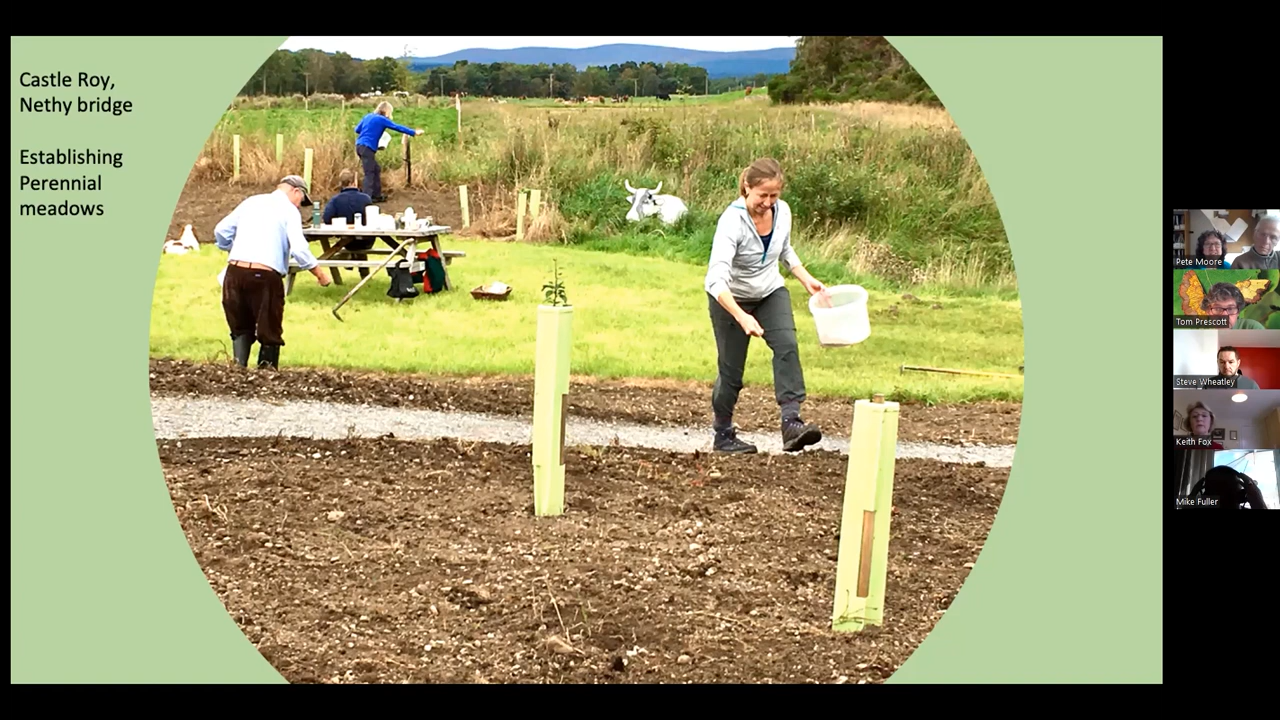 Castle Roy,
Nethy bridge
Establishing
Perennial
meadows
Pete Moore
Tom Prescott
Steve Wheatley
Keith Fox
Mike Fuller